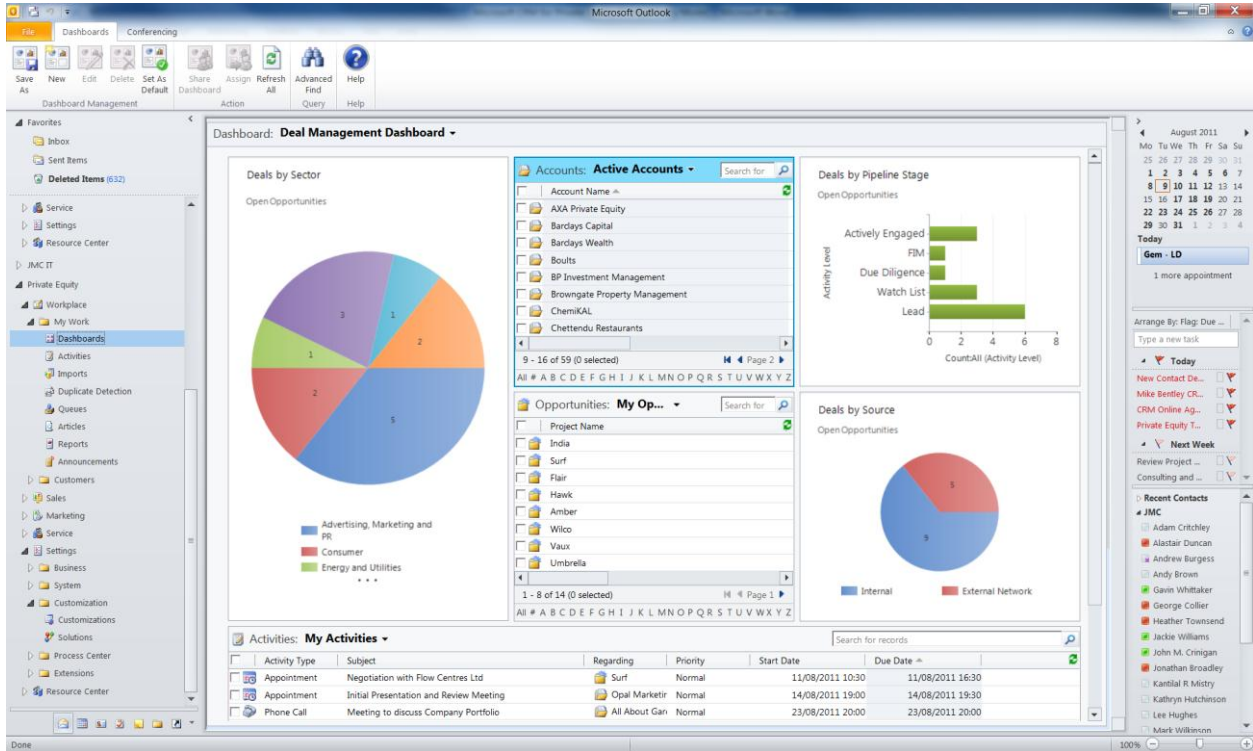 Microsoft Outlook
File Dashboards Conferencing
Save As
New
Edit
Delete
Set As Default
Share Dashboard
Assign
Refresh All
Advanced Find
Help
Dashboard Management
Action
Query
Help
Favorites
Inbox
Sent Items
Deleted Items (632)
Service
Settings
Resource Center
JMC IT
Private Equity
Workplace
My Work
Dashboards
Activities
Imports
Duplicate Detection
Queues
Articles
Reports
Announcements
Customers
Sales
Marketing
Service
Settings
Business
System
Customization
Customizations
Solutions
Process Center
Extensions
Resource Center
Dashboard: Deal Management Dashboard
Deals by Sector
Open Opportunities
3
1
2
1
2
5
Advertising, Marketing and PR
Consumer
Energy and Utilities
• • •
Accounts: Active Accounts
Search for
Account Name
AXA Private Equity
Barclays Capital
Barclays Wealth
Boults
BP Investment Management
Browngate Property Management
ChemiKAL
Chettendu Restaurants
9 - 16 of 59 (0 selected)
Page 2
All # A B C D E F G H I J K L M N O P Q R S T U V W X Y Z
Opportunities: My Op...
Search for
Project Name
India
Surf
Flair
Hawk
Amber
Wilco
Vaux
Umbrella
1 - 8 of 14 (0 selected)
Page 1
All # A B C D E F G H I J K L M N O P Q R S T U V W X Y Z
Deals by Pipeline Stage
Open Opportunities
Activity Level
Actively Engaged
FIM
Due Diligence
Watch List
Lead
0 2 4 6 8
Count:All (Activity Level)
Deals by Source
Open Opportunities
5
9
Internal
External Network
Activities: My Activities
Search for records
Activity Type Subject Regarding Priority Start Date Due Date
Appointment Negotiation with Flow Centres Ltd Surf Normal 11/08/2011 10:30 11/08/2011 16:30
Appointment Initial Presentation and Review Meeting Opal Marketin Normal 14/08/2011 19:00 14/08/2011 19:30
Phone Call Meeting to discuss Company Portfolio All About Gar Normal 23/08/2011 20:00 23/08/2011 20:00
August 2011
Mo Tu We Th Fr Sa Su
25 26 27 28 29 30 31
1 2 3 4 5 6 7
8 9 10 11 12 13 14
15 16 17 18 19 20 21
22 23 24 25 26 27 28
29 30 31 1 2 3 4
Today
Gem - LD
1 more appointment
Arrange By: Flag: Due ...
Type a new task
Today
New Contact De...
Mike Bentley CR...
CRM Online Ag...
Private Equity T...
Next Week
Review Project ...
Consulting and ...
Recent Contacts
JMC
Adam Critchley
Alastair Duncan
Andrew Burgess
Andy Brown
Gavin Whittaker
George Collier
Heather Townsend
Jackie Williams
John M. Crinigan
Jonathan Broadley
Kantilal R Mistry
Kathryn Hutchinson
Lee Hughes
Mark Wilkinson
Done
100%